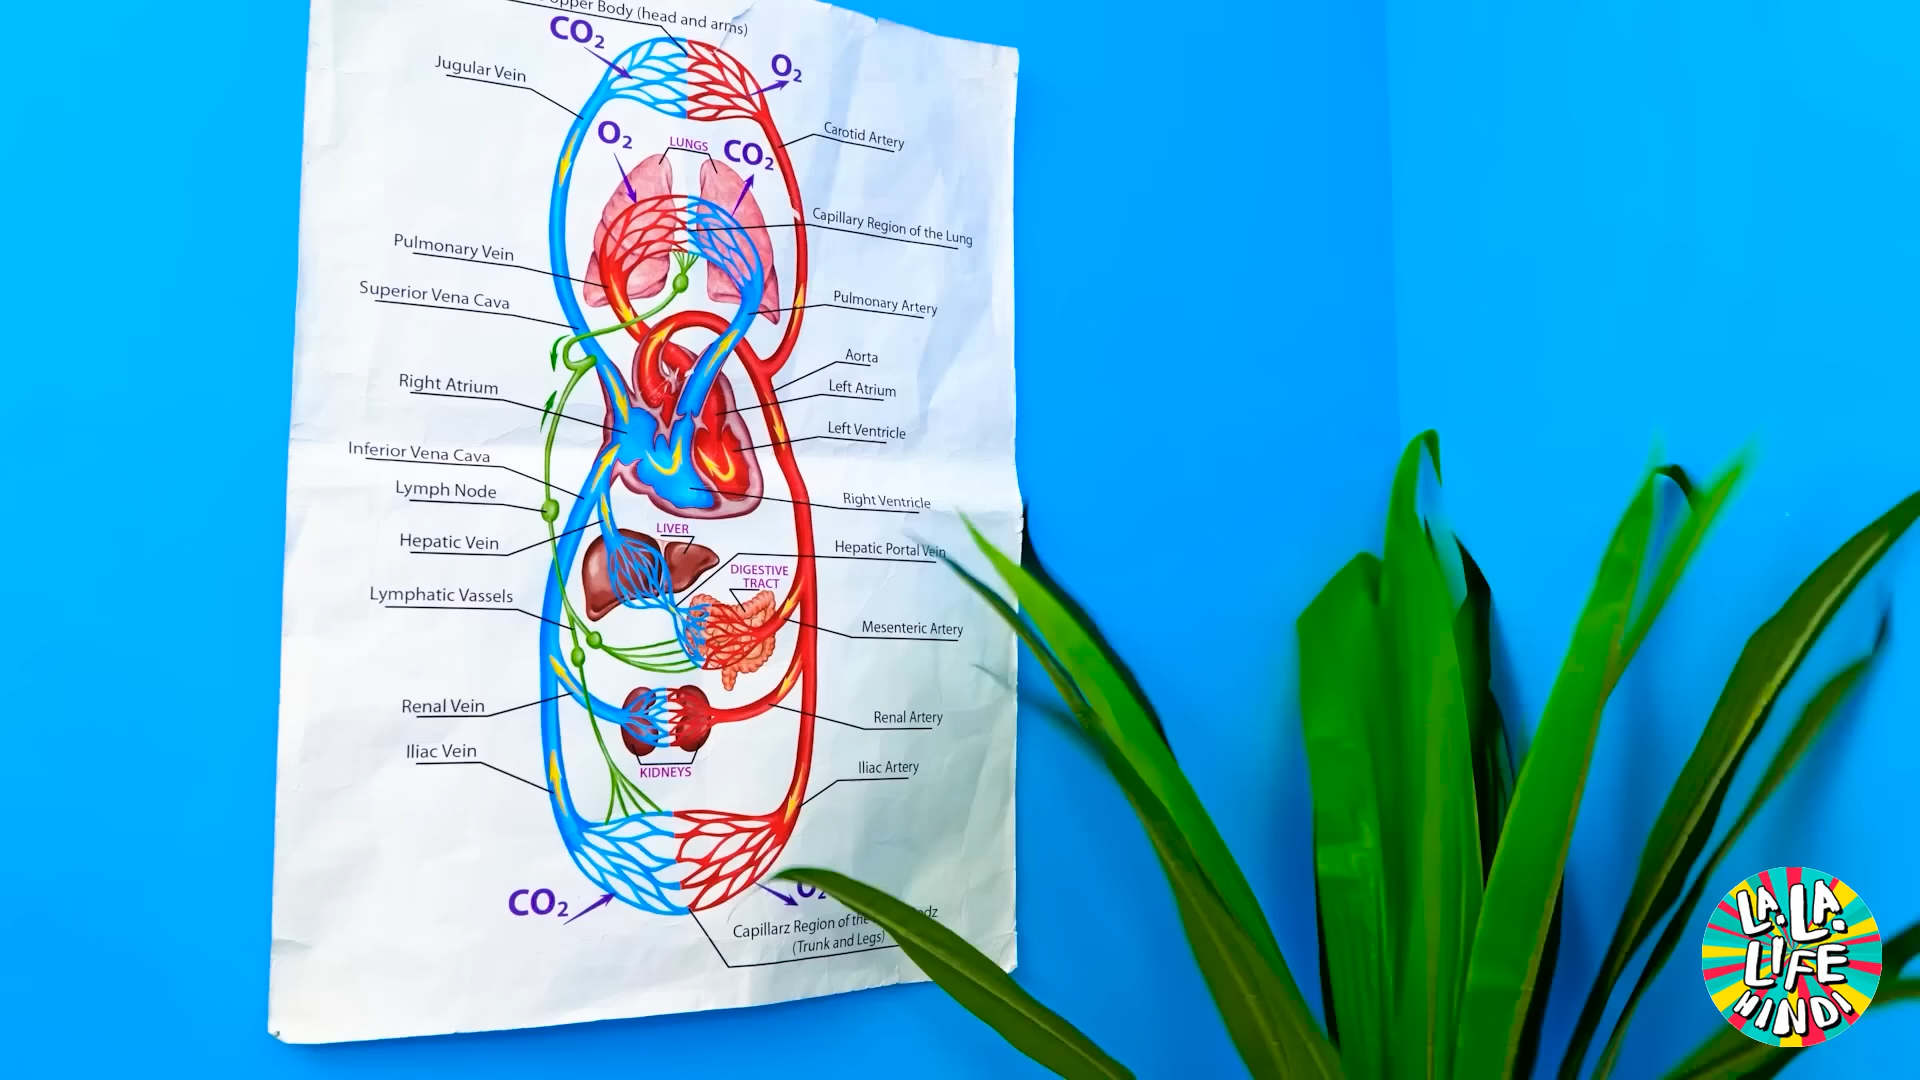 Upper Body (head and arms)
CO2
O2
Jugular Vein
Carotid Artery
O2
LUNGS
CO2
Capillary Region of the Lung
Pulmonary Vein
Superior Vena Cava
Pulmonary Artery
Aorta
Right Atrium
Left Atrium
Left Ventricle
Inferior Vena Cava
Lymph Node
Right Ventricle
LIVER
Hepatic Vein
Hepatic Portal Vein
DIGESTIVE
TRACT
Lymphatic Vassels
Mesenteric Artery
Renal Vein
Renal Artery
Iliac Vein
KIDNEYS
Iliac Artery
CO2
O2
Capillarz Region of the
(Trunk and Legs)
LA.LA.
LIFE
HINDI